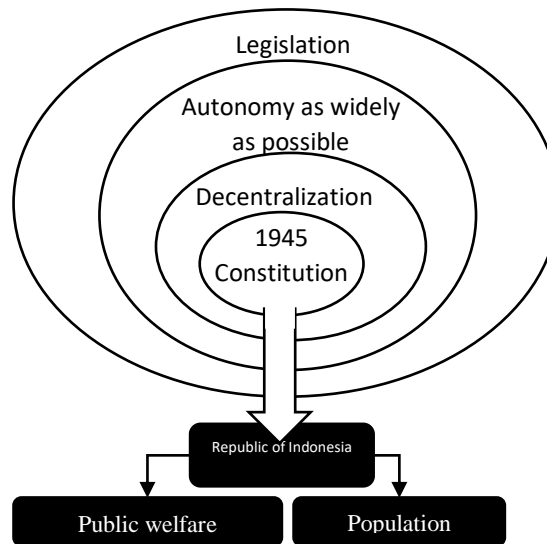 Legislation
Autonomy as widely
as possible
Decentralization
1945
Constitution
Republic of Indonesia
Public welfare
Population